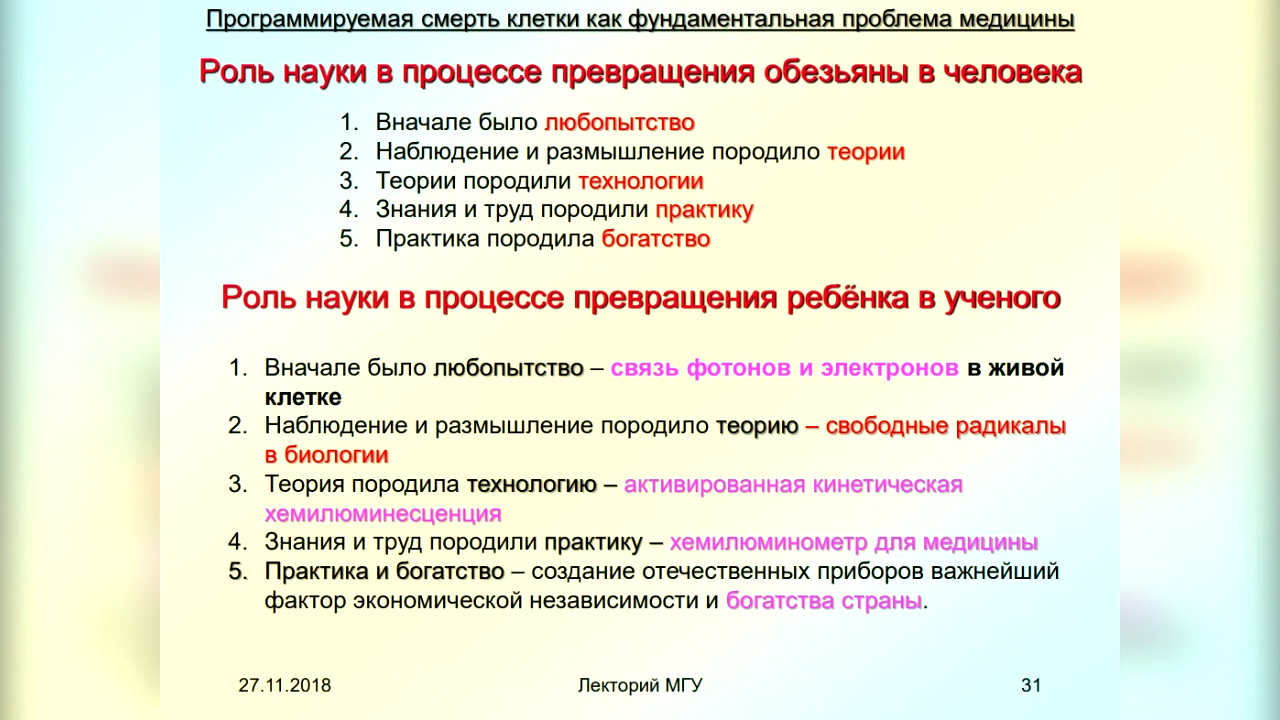 Программируемая смерть клетки как фундаментальная проблема медицины
Роль науки в процессе превращения обезьяны в человека
1. Вначале было любопытство
2. Наблюдение и размышление породило теории
3. Теории породили технологии
4. Знания и труд породили практику
5. Практика породила богатство
Роль науки в процессе превращения ребёнка в ученого
1. Вначале было любопытство – связь фотонов и электронов в живой
клетке
2. Наблюдение и размышление породило теорию – свободные радикалы
в биологии
3. Теория породила технологию – активированная кинетическая
хемилюминесценция
4. Знания и труд породили практику – хемилюминометр для медицины
5. Практика и богатство – создание отечественных приборов важнейший
фактор экономической независимости и богатства страны.
27.11.2018 Лекторий МГУ 31